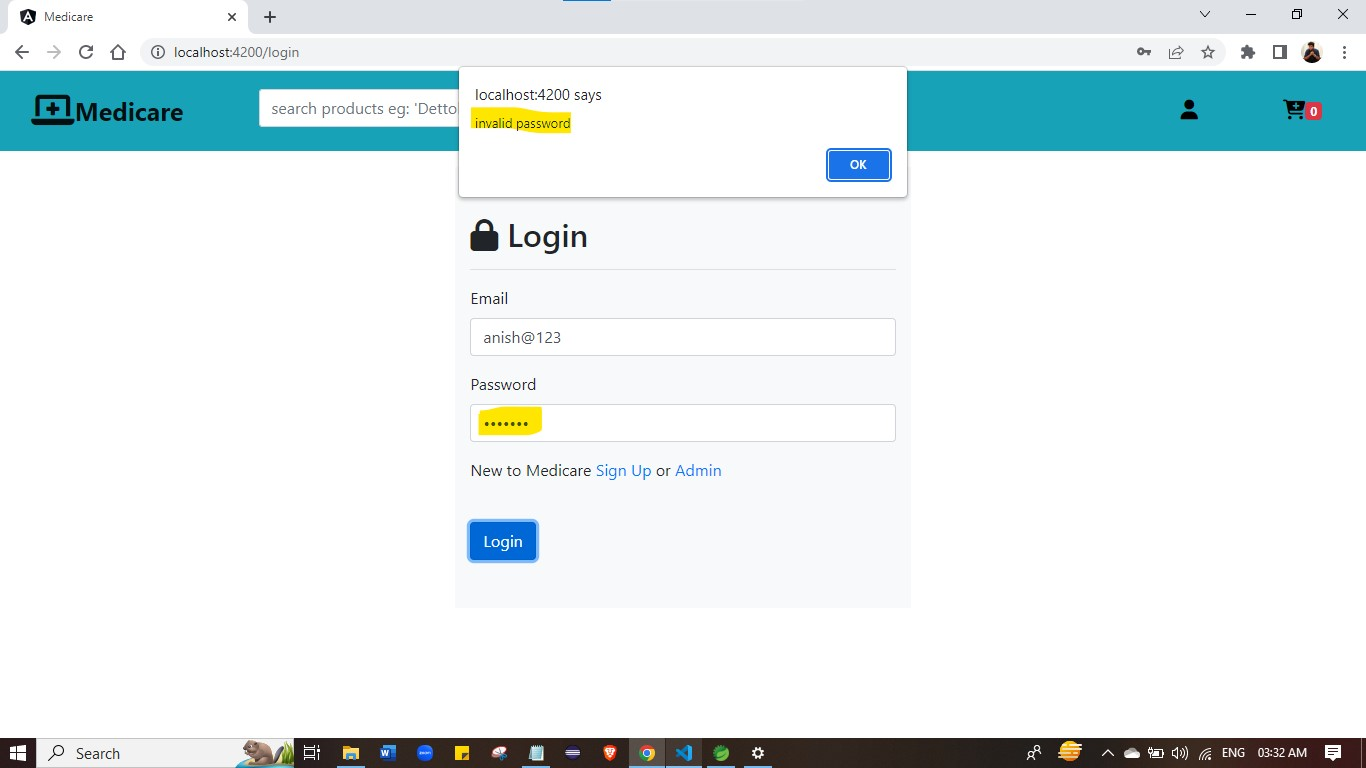 Medicare
localhost:4200/login
Medicare
search products eg: 'Detto
0
localhost:4200 says
invalid password
OK
Login
Email
anish@123
Password
•••••••
New to Medicare Sign Up or Admin
Login
Search
ENG
03:32 AM